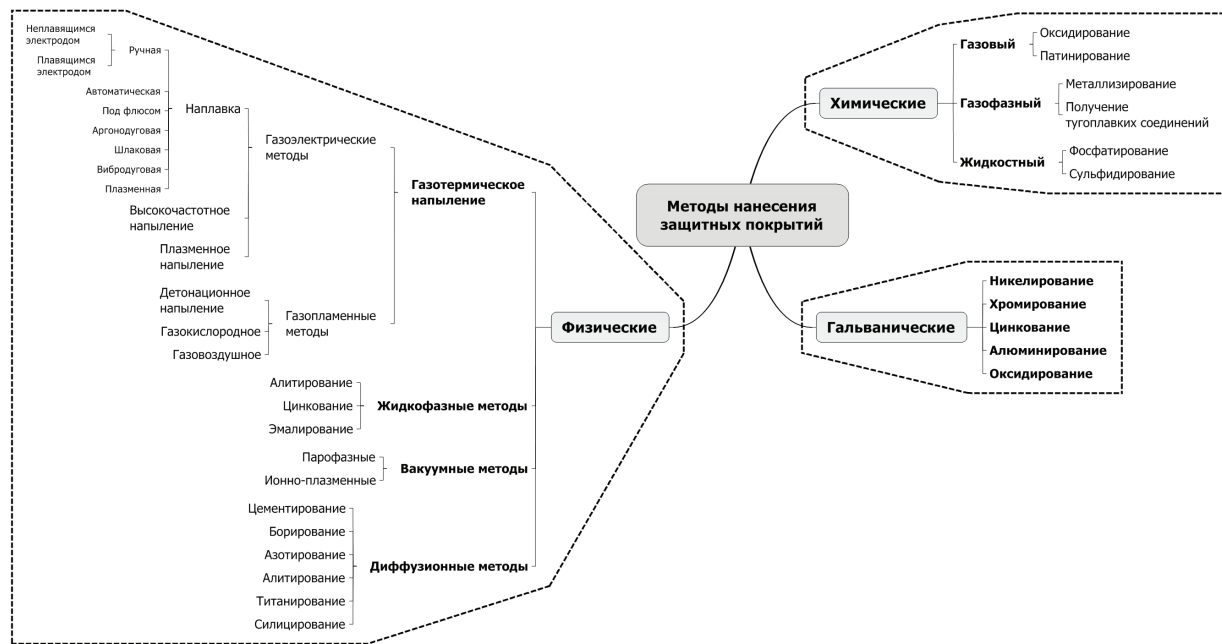 Методы нанесения
защитных покрытий
Химические
Газовый
Оксидирование
Патинирование
Газофазный
Металлизирование
Получение
тугоплавких соединений
Жидкостный
Фосфатирование
Сульфидирование
Гальванические
Никелирование
Хромирование
Цинкование
Алюминирование
Оксидирование
Физические
Газотермическое
напыление
Газоэлектрические
методы
Наплавка
Ручная
Неплавящимся
электродом
Плавящимся
электродом
Автоматическая
Под флюсом
Аргонодуговая
Шлаковая
Вибродуговая
Плазменная
Высокочастотное
напыление
Плазменное
напыление
Газопламенные
методы
Детонационное
напыление
Газокислородное
Газовоздушное
Жидкофазные методы
Алитирование
Цинкование
Эмалирование
Вакуумные методы
Парофазные
Ионно-плазменные
Диффузионные методы
Цементирование
Борирование
Азотирование
Алитирование
Титанирование
Силицирование